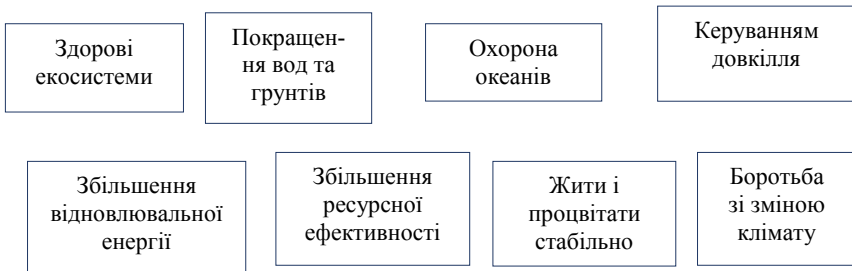 Здорові
екосистеми
Покращен-
ня вод та
грунтів
Охорона
океанів
Керуванням
довкілля
Збільшення
відновлювальної
енергії
Збільшення
ресурсної
ефективності
Жити і
процвітати
стабільно
Боротьба
зі зміною
клімату